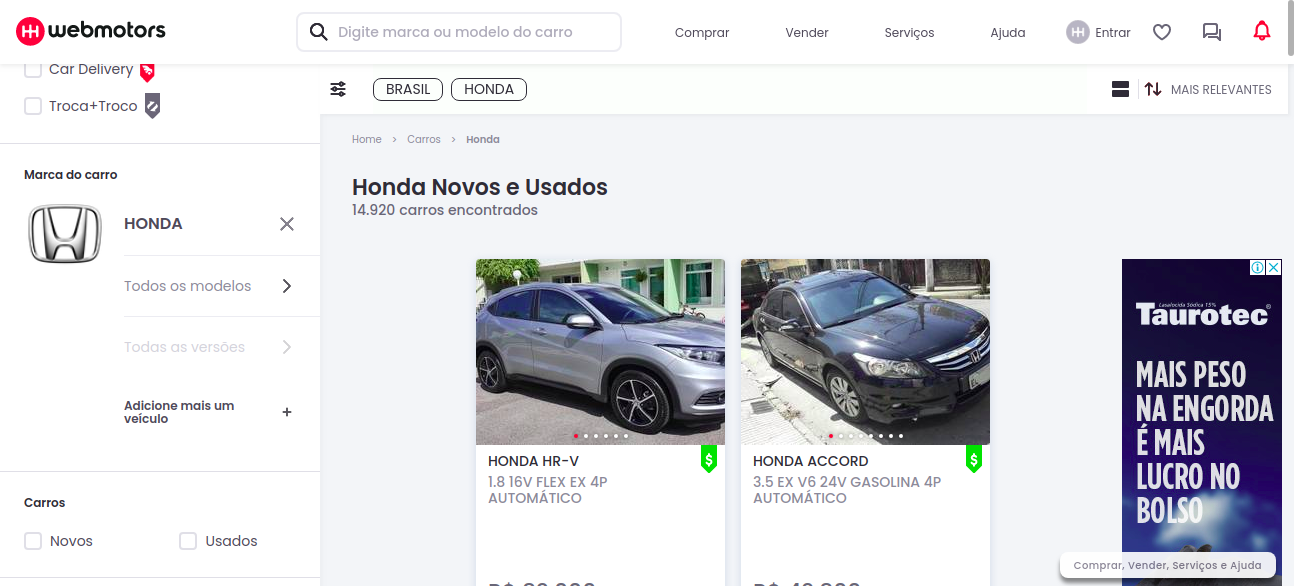 webmotors
Digite marca ou modelo do carro
Comprar
Vender
Serviços
Ajuda
Entrar
Car Delivery
Troca+Troco
BRASIL
HONDA
MAIS RELEVANTES
Home > Carros > Honda
Marca do carro
HONDA
Todos os modelos
Todas as versões
Adicione mais um
veículo
+
Carros
Novos
Usados
Honda Novos e Usados
14.920 carros encontrados
HONDA HR-V
$
1.8 16V FLEX EX 4P
AUTOMÁTICO
HONDA ACCORD
$
3.5 EX V6 24V GASOLINA 4P
AUTOMÁTICO
Lasalocida Sódica 15%
Taurotec®
MAIS PESO
NA ENGORDA
É MAIS
LUCRO NO
BOLSO
Comprar, Vender, Serviços e Ajuda